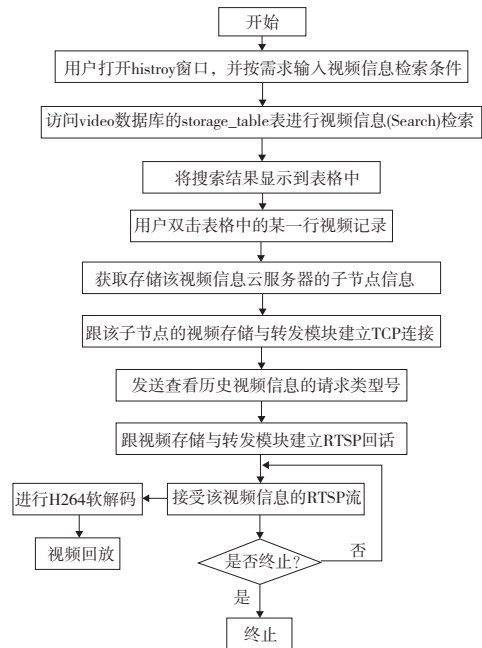 开始
用户打开histroy窗口，并按需求输入视频信息检索条件
访问video数据库的storage_table表进行视频信息(Search)检索
将搜索结果显示到表格中
用户双击表格中的某一行视频记录
获取存储该视频信息云服务器的子节点信息
跟该子节点的视频存储与转发模块建立TCP连接
发送查看历史视频信息的请求类型号
跟视频存储与转发模块建立RTSP回话
进行H264软解码
接受该视频信息的RTSP流
视频回放
是否终止?
否
是
终止